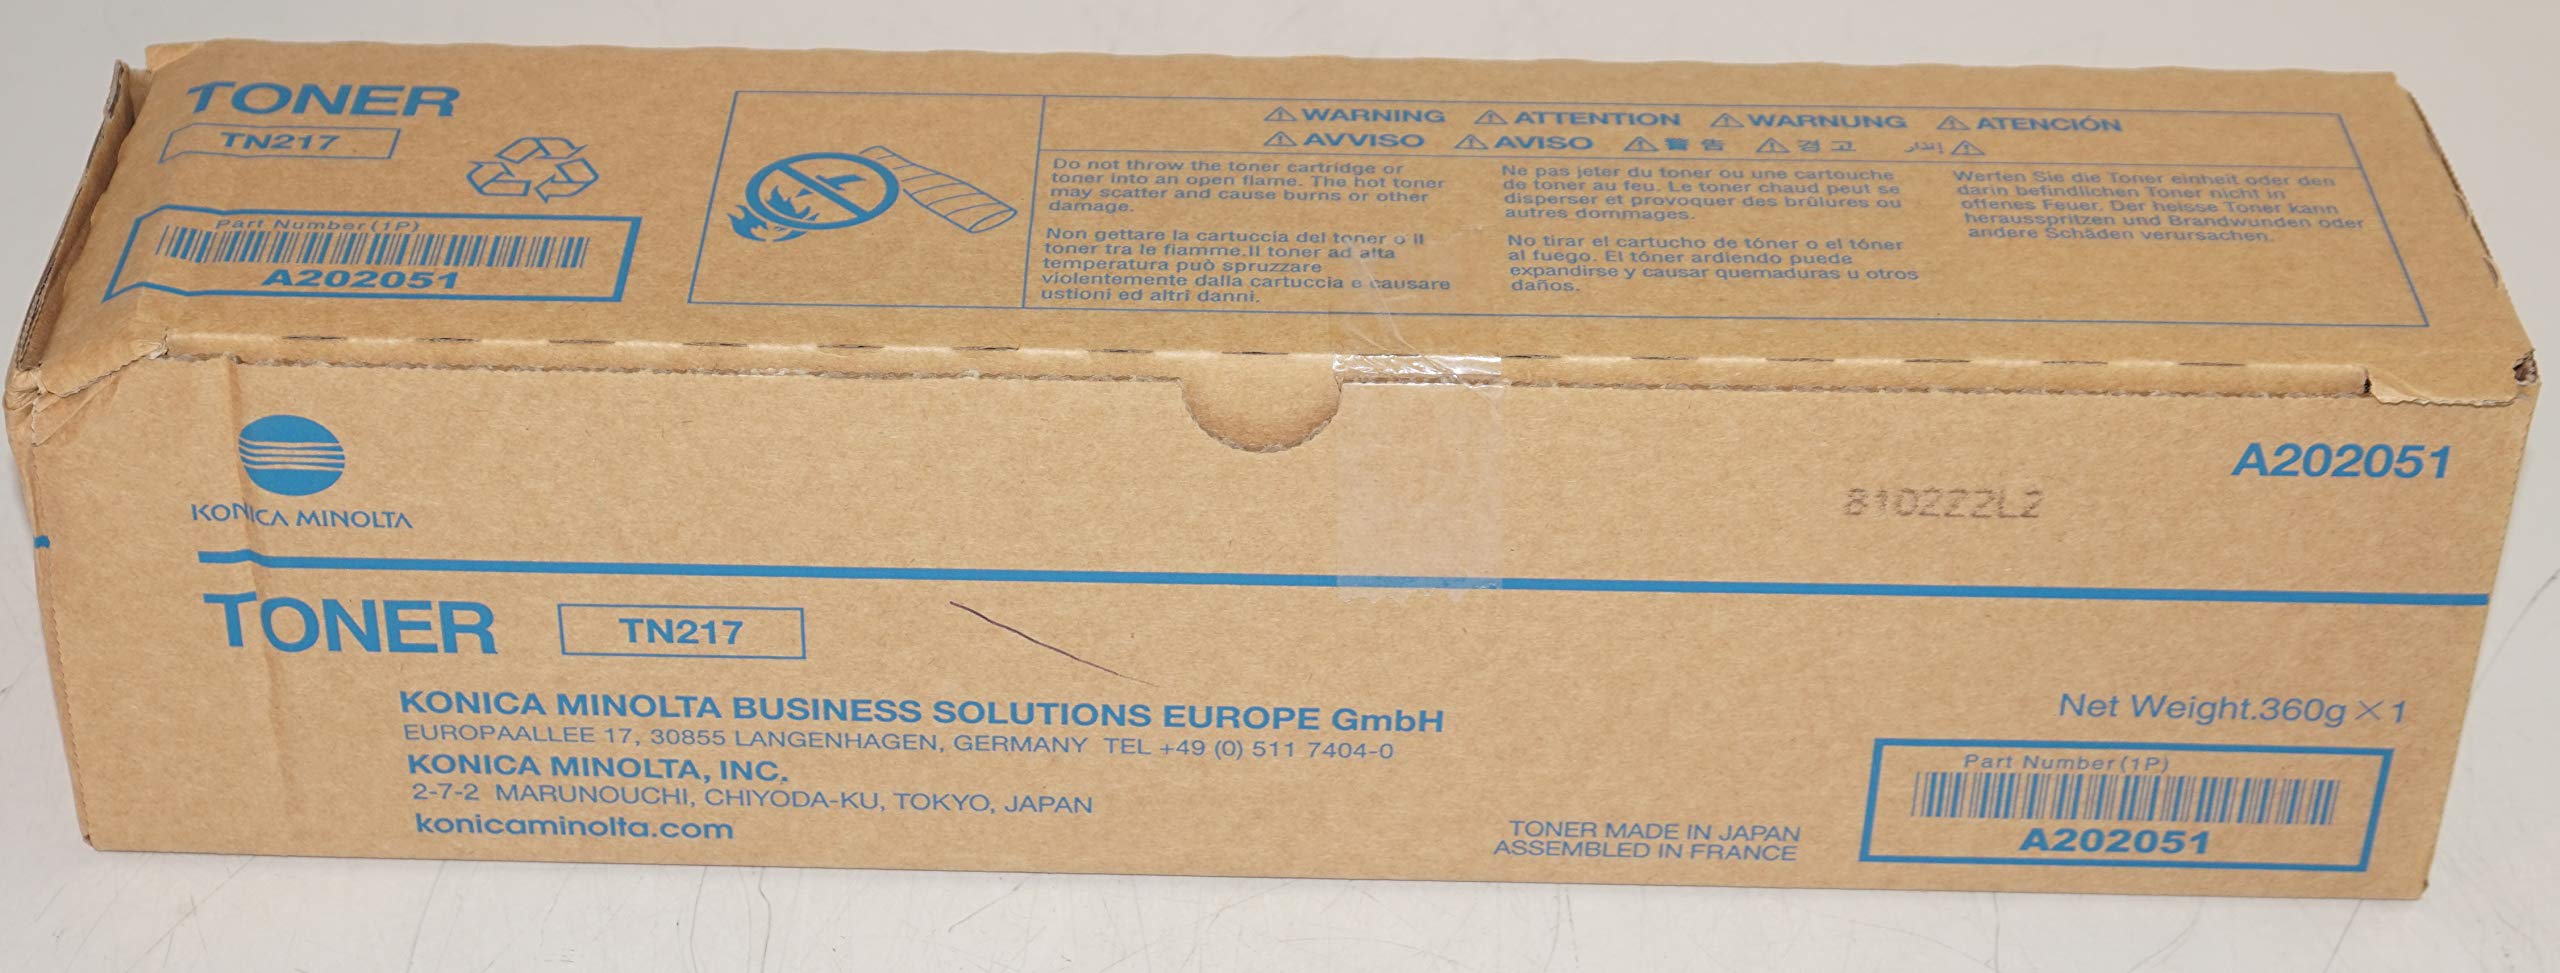 TONER
TN217
Part Number(1P)
A202051
⚠WARNING ⚠ATTENTION ⚠WARNUNG ⚠ATENCIÓN
⚠AVVISO ⚠AVISO ⚠警告 ⚠경고 إنذار⚠
Do not throw the toner cartridge or
toner into an open flame. The hot toner
may scatter and cause burns or other
damage.
Non gettare la cartuccia del toner o il
toner tra le fiamme.Il toner ad alta
temperatura può spruzzare
violentemente dalla cartuccia e causare
ustioni ed altri danni.
Ne pas jeter du toner ou une cartouche
de toner au feu. Le toner chaud peut se
disperser et provoquer des brûlures ou
autres dommages.
No tirar el cartucho de tóner o el tóner
al fuego. El tóner ardiendo puede
expandirse y causar quemaduras u otros
daños.
Werfen Sie die Toner einheit oder den
darin befindlichen Toner nicht in
offenes Feuer. Der heisse Toner kann
herausspritzen und Brandwunden oder
andere Schäden verursachen.
KONICA MINOLTA
A202051
810222L2
TONER TN217
KONICA MINOLTA BUSINESS SOLUTIONS EUROPE GmbH
EUROPAALLEE 17, 30855 LANGENHAGEN, GERMANY TEL +49 (0) 511 7404-0
KONICA MINOLTA, INC.
2-7-2 MARUNOUCHI, CHIYODA-KU, TOKYO, JAPAN
konicaminolta.com
TONER MADE IN JAPAN
ASSEMBLED IN FRANCE
Net Weight.360g×1
Part Number(1P)
A202051